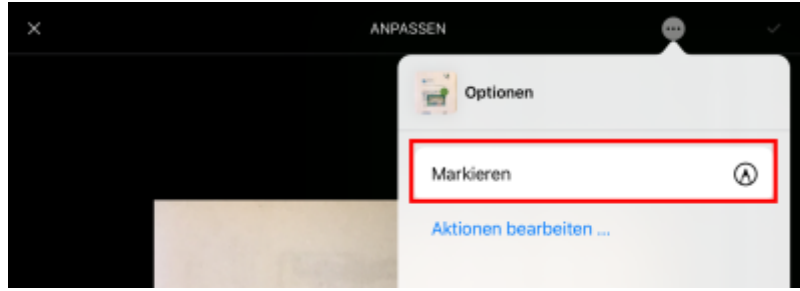 ANPASSEN
Optionen
Markieren
Aktionen bearbeiten ...